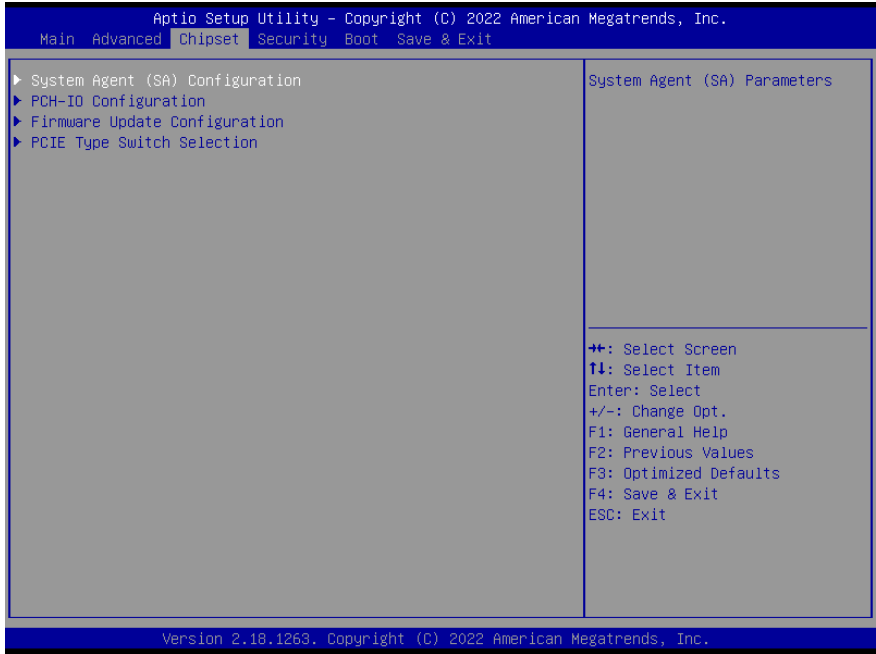 Aptio Setup Utility – Copyright (C) 2022 American Megatrends, Inc.
Main Advanced Chipset Security Boot Save & Exit
▶ System Agent (SA) Configuration
▶ PCH-IO Configuration
▶ Firmware Update Configuration
▶ PCIE Type Switch Selection
System Agent (SA) Parameters
→←: Select Screen
↑↓: Select Item
Enter: Select
+/-: Change Opt.
F1: General Help
F2: Previous Values
F3: Optimized Defaults
F4: Save & Exit
ESC: Exit
Version 2.18.1263. Copyright (C) 2022 American Megatrends, Inc.